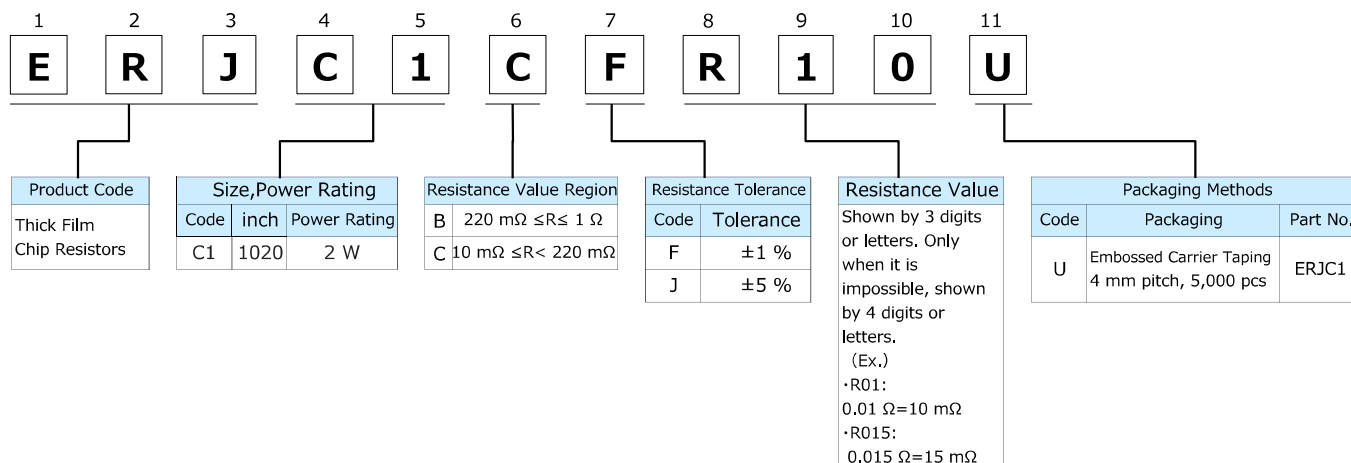 1 2 3 4 5 6 7 8 9 10 11
E R J C 1 C F R 1 0 U
Product Code
Thick Film
Chip Resistors
Size,Power Rating
Code inch Power Rating
C1 1020 2 W
Resistance Value Region
B 220 mΩ ≤R≤ 1 Ω
C 10 mΩ ≤R< 220 mΩ
Resistance Tolerance
Code Tolerance
F ±1 %
J ±5 %
Resistance Value
Shown by 3 digits
or letters. Only
when it is
impossible, shown
by 4 digits or
letters.
(Ex.)
·R01:
0.01 Ω=10 mΩ
·R015:
0.015 Ω=15 mΩ
Packaging Methods
Code Packaging Part No.
U Embossed Carrier Taping
4 mm pitch, 5,000 pcs
ERJC1